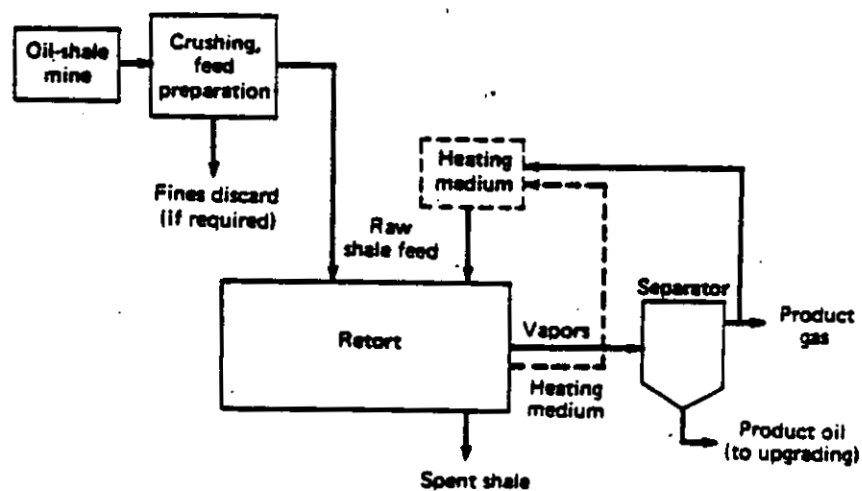 Oil-shale
mine
Crushing,
feed
preparation
Fines discard
(if required)
Heating
medium
Raw
shale feed
Retort
Vapors
Heating
medium
Separator
Product
gas
Product oil
(to upgrading)
Spent shale